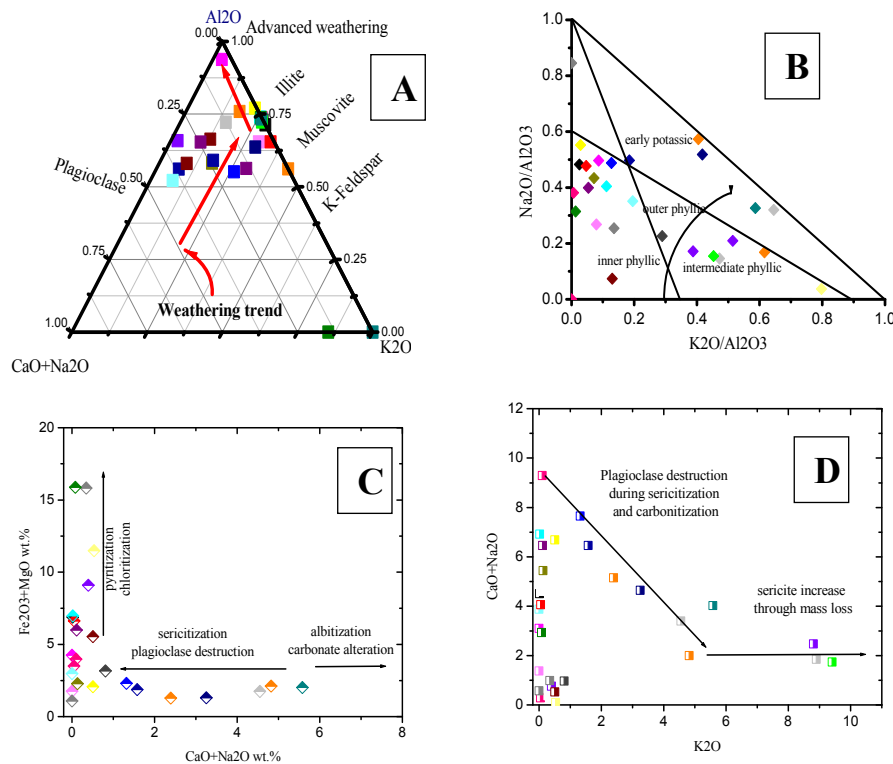 Al2O
0.00
1.00
Advanced weathering
A
Illite
0.25
0.75
Muscovite
Plagioclase
0.50
0.50
K-Feldspar
0.75
0.25
Weathering trend
1.00
0.00
K2O
CaO+Na2O
B
1.0
0.8
0.6
0.4
0.2
0.0
Na2O/Al2O3
early potassic
outer phyllic
inner phyllic
intermediate phyllic
0.0
0.2
0.4
0.6
0.8
1.0
K2O/Al2O3
C
20
15
10
5
0
Fe2O3+MgO wt.%
pyritization
chloritization
sericitization
plagioclase destruction
albitization
carbonate alteration
0
2
4
6
8
CaO+Na2O wt.%
D
12
10
8
6
4
2
0
CaO+Na2O
Plagioclase destruction
during sericitization
and carbonitization
sericite increase
through mass loss
0
2
4
6
8
10
K2O